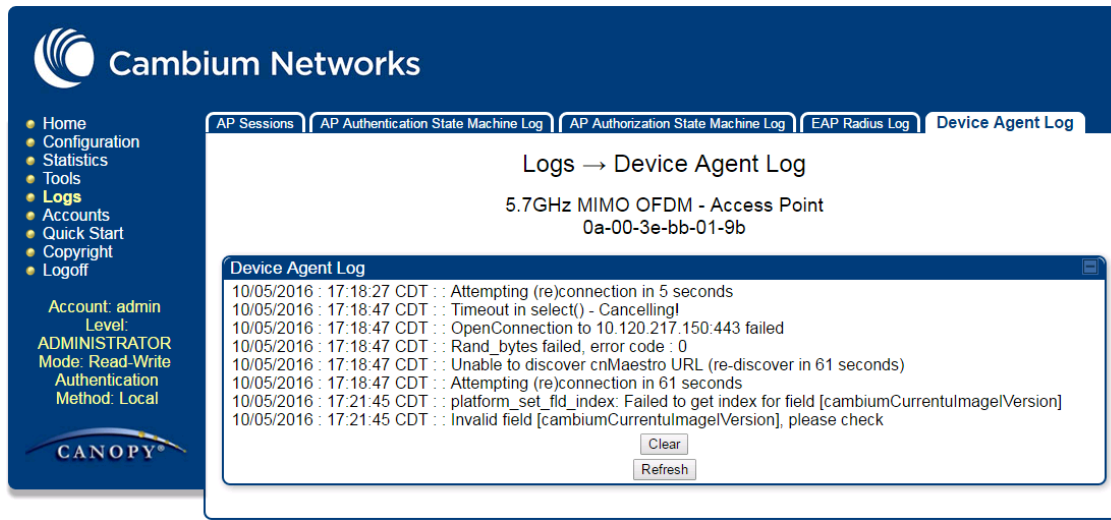 Cambium Networks
Home
Configuration
Statistics
Tools
Logs
Accounts
Quick Start
Copyright
Logoff
Account: admin
Level:
ADMINISTRATOR
Mode: Read-Write
Authentication
Method: Local
CANOPY®
AP Sessions
AP Authentication State Machine Log
AP Authorization State Machine Log
EAP Radius Log
Device Agent Log
Logs → Device Agent Log
5.7GHz MIMO OFDM - Access Point
0a-00-3e-bb-01-9b
Device Agent Log
10/05/2016 : 17:18:27 CDT : : Attempting (re)connection in 5 seconds
10/05/2016 : 17:18:47 CDT : : Timeout in select() - Cancelling!
10/05/2016 : 17:18:47 CDT : : OpenConnection to 10.120.217.150:443 failed
10/05/2016 : 17:18:47 CDT : : Rand_bytes failed, error code : 0
10/05/2016 : 17:18:47 CDT : : Unable to discover cnMaestro URL (re-discover in 61 seconds)
10/05/2016 : 17:18:47 CDT : : Attempting (re)connection in 61 seconds
10/05/2016 : 17:21:45 CDT : : platform_set_fld_index: Failed to get index for field [cambiumCurrentuImageIVersion]
10/05/2016 : 17:21:45 CDT : : Invalid field [cambiumCurrentuImageIVersion], please check
Clear
Refresh